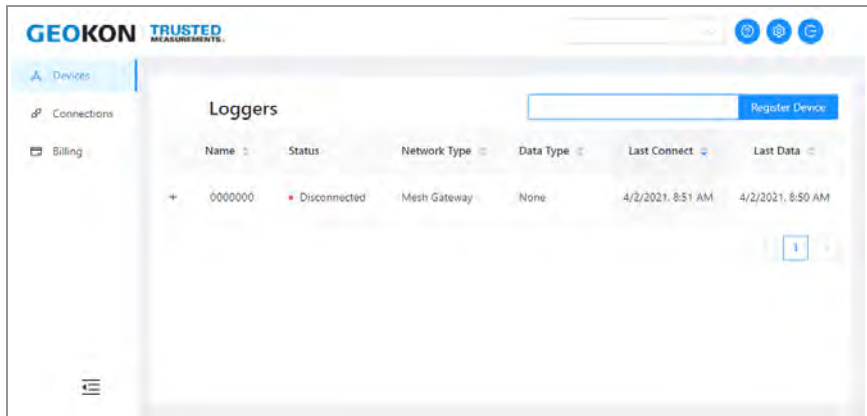 GEOKON TRUSTED MEASUREMENTS.
Devices
Connections
Billing
Loggers
Register Device
Name Status Network Type Data Type Last Connect Last Data
0000000 Disconnected Mesh Gateway None 4/2/2021, 8:51 AM 4/2/2021, 8:50 AM
1